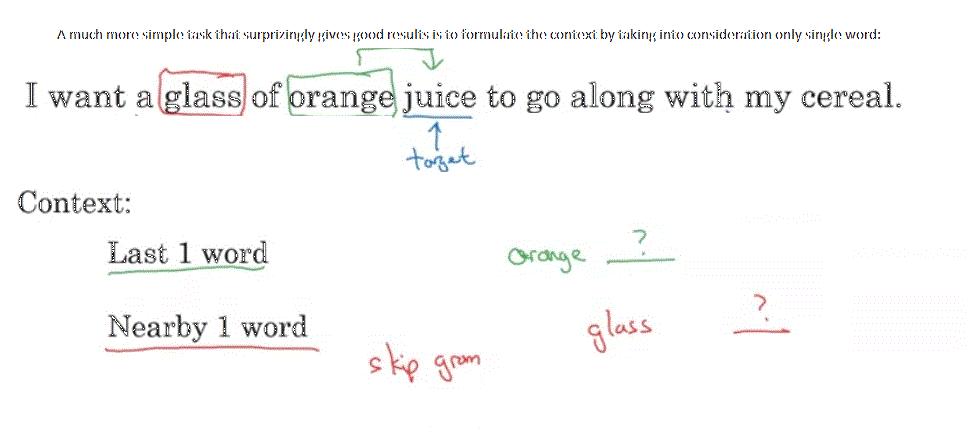 A much more simple task that surprizingly gives good results is to formulate the context by taking into consideration only single word:
I want a glass of orange juice to go along with my cereal.
target
Context:
Last 1 word
orange ?
Nearby 1 word
glass ?
skip gram